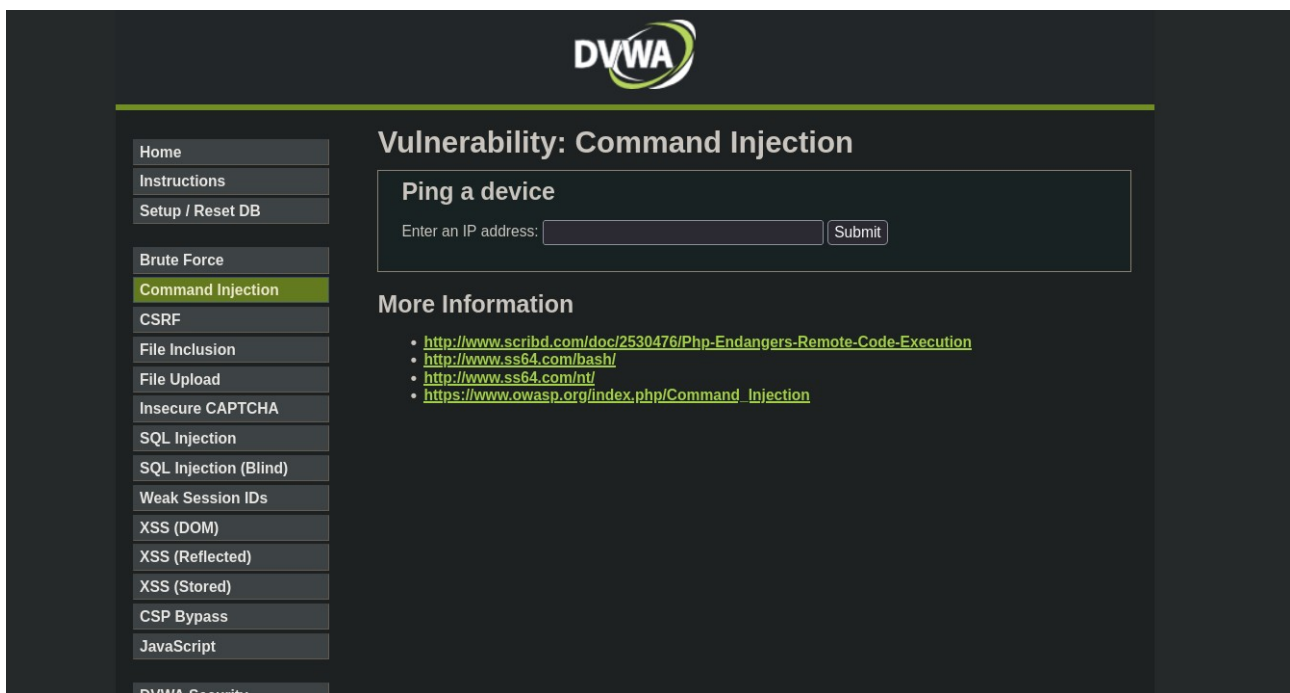 DVWA
Home
Instructions
Setup / Reset DB
Brute Force
Command Injection
CSRF
File Inclusion
File Upload
Insecure CAPTCHA
SQL Injection
SQL Injection (Blind)
Weak Session IDs
XSS (DOM)
XSS (Reflected)
XSS (Stored)
CSP Bypass
JavaScript
DVWA Security
Vulnerability: Command Injection
Ping a device
Enter an IP address: Submit
More Information
http://www.scribd.com/doc/2530476/Php-Endangers-Remote-Code-Execution
http://www.ss64.com/bash/
http://www.ss64.com/nt/
https://www.owasp.org/index.php/Command_Injection